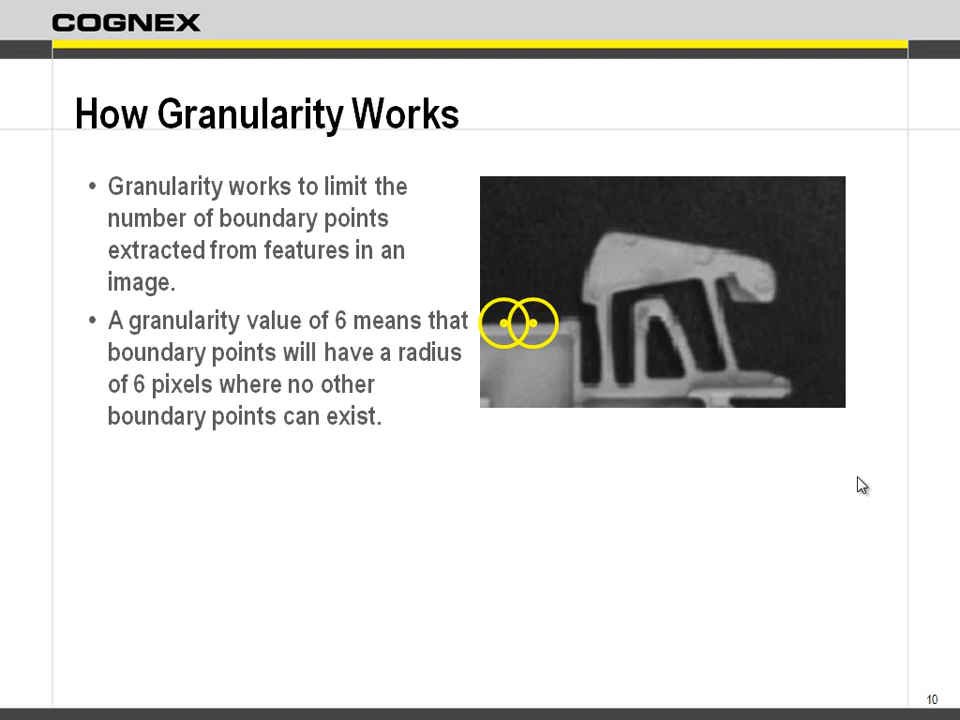 COGNEX
How Granularity Works
• Granularity works to limit the
number of boundary points
extracted from features in an
image.
• A granularity value of 6 means that
boundary points will have a radius
of 6 pixels where no other
boundary points can exist.
10